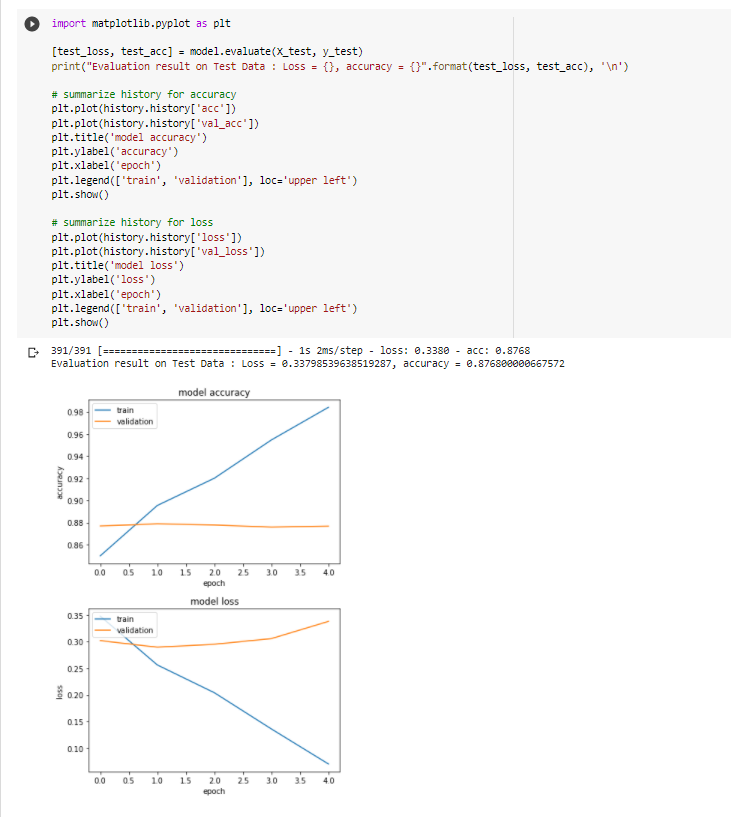 import matplotlib.pyplot as plt
[test_loss, test_acc] = model.evaluate(X_test, y_test)
print("Evaluation result on Test Data : Loss = {}, accuracy = {}".format(test_loss, test_acc), '\n')
# summarize history for accuracy
plt.plot(history.history['acc'])
plt.plot(history.history['val_acc'])
plt.title('model accuracy')
plt.ylabel('accuracy')
plt.xlabel('epoch')
plt.legend(['train', 'validation'], loc='upper left')
plt.show()
# summarize history for loss
plt.plot(history.history['loss'])
plt.plot(history.history['val_loss'])
plt.title('model loss')
plt.ylabel('loss')
plt.xlabel('epoch')
plt.legend(['train', 'validation'], loc='upper left')
plt.show()
391/391 [==============================] - 1s 2ms/step - loss: 0.3380 - acc: 0.8768
Evaluation result on Test Data : Loss = 0.33798539638519287, accuracy = 0.876800000667572
model accuracy
train
validation
0.98
0.96
0.94
0.92
0.90
0.88
0.86
accuracy
0.0 0.5 1.0 1.5 2.0 2.5 3.0 3.5 4.0
epoch
model loss
train
validation
0.35
0.30
0.25
0.20
0.15
0.10
loss
0.0 0.5 1.0 1.5 2.0 2.5 3.0 3.5 4.0
epoch